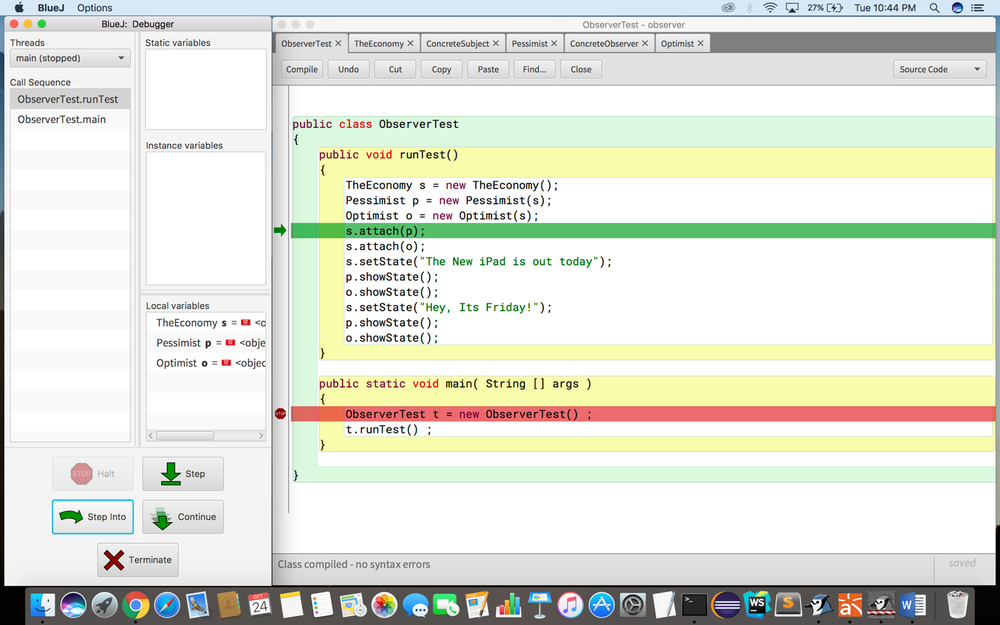 BlueJ Options 27% Tue 10:44 PM
BlueJ: Debugger
ObserverTest - observer
Threads
main (stopped)
Call Sequence
ObserverTest.runTest
ObserverTest.main
Static variables
Instance variables
Local variables
TheEconomy s = <o
Pessimist p = <obje
Optimist o = <objec
STOP Halt
Step
Step Into
Continue
Terminate
ObserverTest TheEconomy ConcreteSubject Pessimist ConcreteObserver Optimist
Compile Undo Cut Copy Paste Find... Close Source Code
public class ObserverTest
{
public void runTest()
{
TheEconomy s = new TheEconomy();
Pessimist p = new Pessimist(s);
Optimist o = new Optimist(s);
s.attach(p);
s.attach(o);
s.setState("The New iPad is out today");
p.showState();
o.showState();
s.setState("Hey, Its Friday!");
p.showState();
o.showState();
}
public static void main( String [] args )
{
STOP ObserverTest t = new ObserverTest() ;
t.runTest() ;
}
}
Class compiled - no syntax errors
saved
OCT
24
WS
S
W